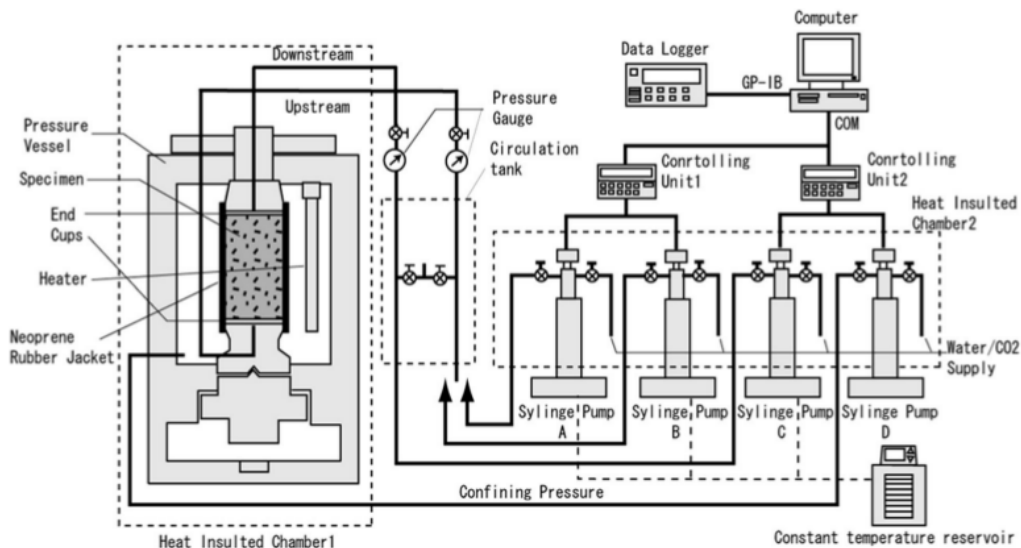 Computer
Data Logger
GP-IB
COM
Downstream
Upstream
Pressure
Gauge
Circulation
tank
Conrtolling
Unit1
Conrtolling
Unit2
Heat Insulted
Chamber2
Pressure
Vessel
Specimen
End
Cups
Heater
Neoprene
Rubber Jacket
Water/CO2
Supply
Sylinge Pump
A
Sylinge Pump
B
Sylinge Pump
C
Sylinge Pump
D
Confining Pressure
Constant temperature reservoir
Heat Insulted Chamber1